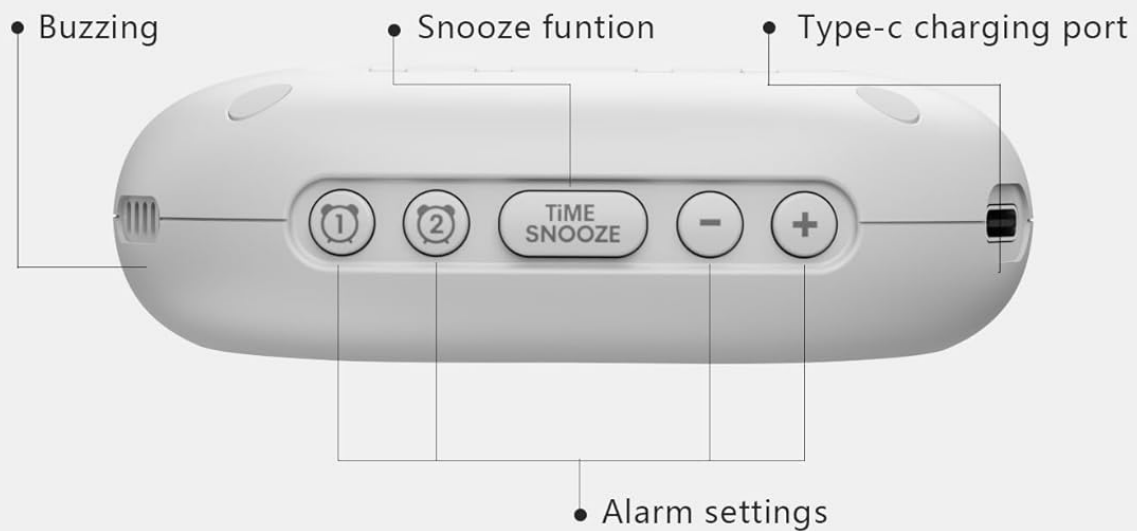 Buzzing
Snooze funtion
Type-c charging port
1
2
TiME
SNOOZE
-
+
Alarm settings